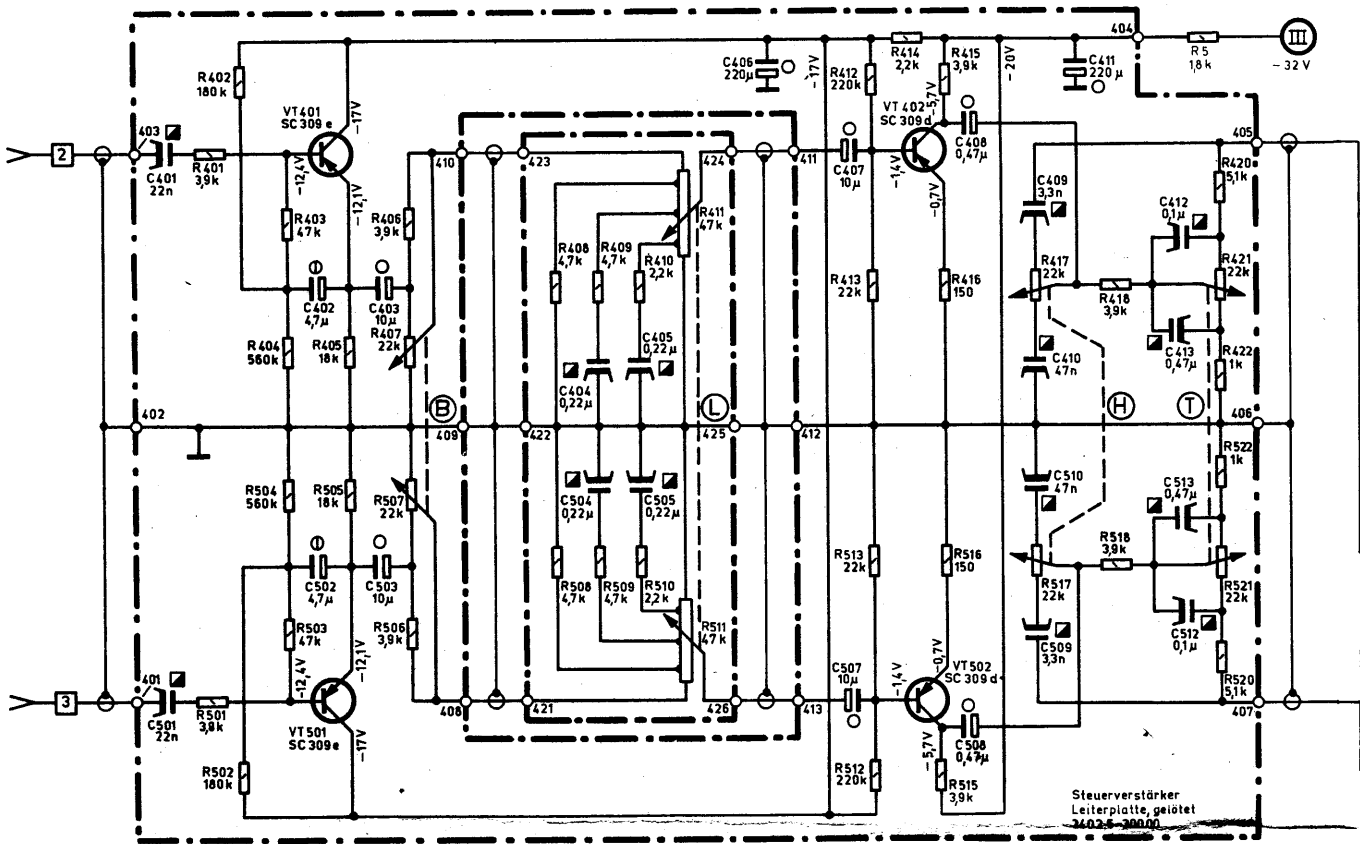 404
R5
1,8k
III
−32V
C406
220µ
−17V
R412
220k
R414
2,2k
R415
3,9k
−20V
C411
220µ
R402
180k
VT401
SC309e
−17V
VT402
SC309d
−5,7V
C408
0,47µ
2
403
C401
22n
R401
3,9k
−12,4V
−12,1V
410
423
424
411
C407
10µ
−1,4V
−0,7V
405
R420
5,1k
C409
3,3n
C412
0,1µ
R403
47k
R406
3,9k
R408
4,7k
R409
4,7k
R410
2,2k
R411
47k
R413
22k
R416
150
R417
22k
R418
3,9k
R421
22k
C402
4,7µ
C403
10µ
R404
560k
R405
18k
R407
22k
C405
0,22µ
C404
0,22µ
C410
47n
C413
0,47µ
R422
1k
402
B
409
422
L
425
412
H
T
406
R504
560k
R505
18k
R507
22k
C504
0,22µ
C505
0,22µ
C510
47n
C513
0,47µ
R522
1k
C502
4,7µ
C503
10µ
R508
4,7k
R509
4,7k
R510
2,2k
R511
47k
R513
22k
R516
150
R517
22k
R518
3,9k
R521
22k
R503
47k
R506
3,9k
C509
3,3n
C512
0,1µ
R520
5,1k
3
401
C501
22n
R501
3,9k
−12,4V
−12,1V
VT501
SC309e
−17V
408
421
426
413
C507
10µ
−1,4V
−0,7V
VT502
SC309d
407
R502
180k
R512
220k
−5,7V
C508
0,47µ
R515
3,9k
Steuerverstärker
Leiterplatte, gelötet